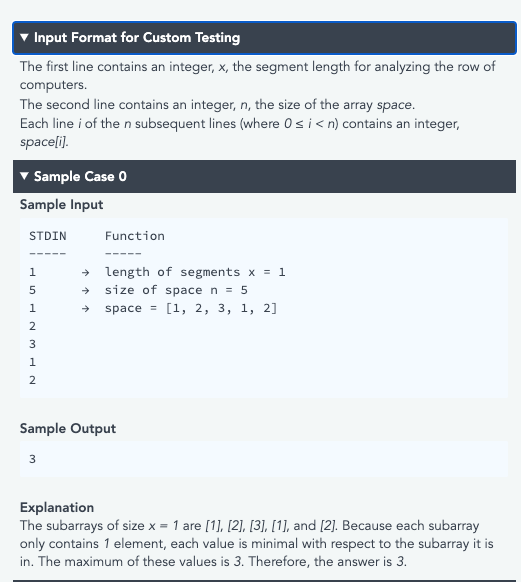 ▼ Input Format for Custom Testing
The first line contains an integer, x, the segment length for analyzing the row of
computers.
The second line contains an integer, n, the size of the array space.
Each line i of the n subsequent lines (where 0 ≤ i < n) contains an integer,
space[i].
▼ Sample Case 0
Sample Input
STDIN Function
----- -----
1 → length of segments x = 1
5 → size of space n = 5
1 → space = [1, 2, 3, 1, 2]
2
3
1
2
Sample Output
3
Explanation
The subarrays of size x = 1 are [1], [2], [3], [1], and [2]. Because each subarray
only contains 1 element, each value is minimal with respect to the subarray it is
in. The maximum of these values is 3. Therefore, the answer is 3.